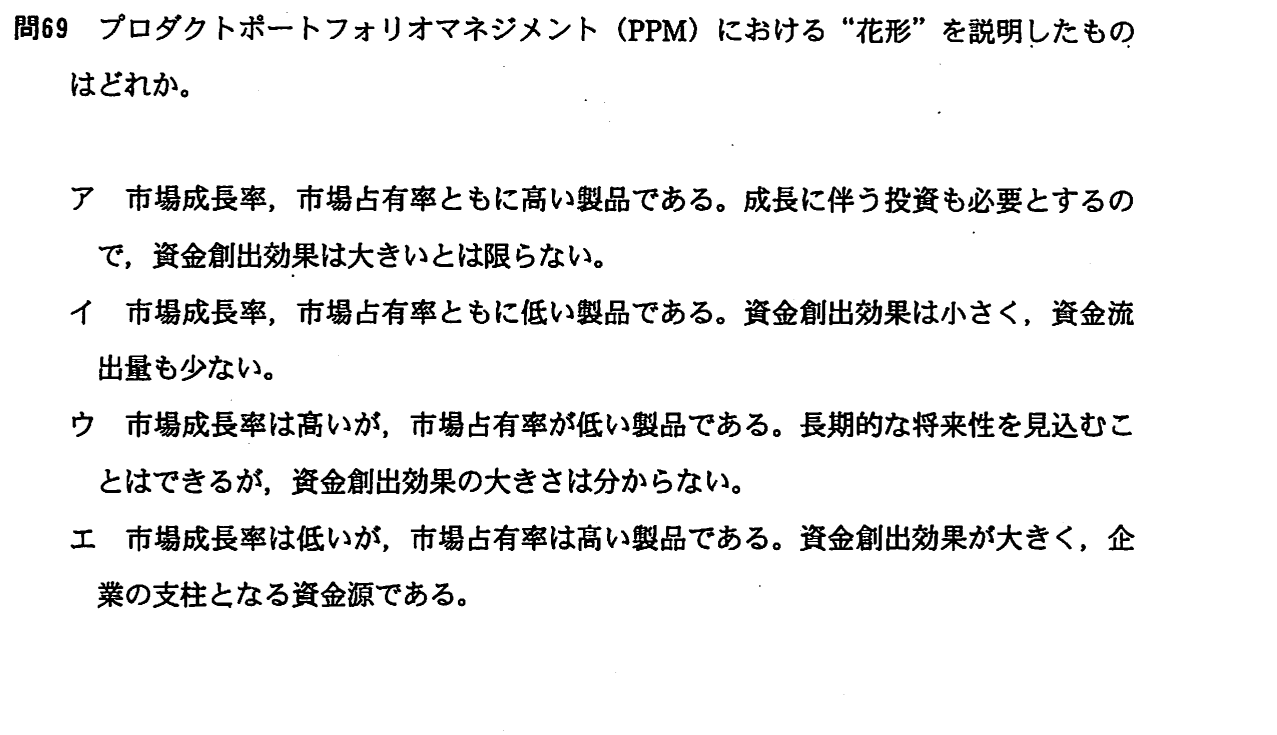 問69　プロダクトポートフォリオマネジメント（PPM）における“花形”を説明したもの
はどれか。
ア　市場成長率，市場占有率ともに高い製品である。成長に伴う投資も必要とするの
で，資金創出効果は大きいとは限らない。
イ　市場成長率，市場占有率ともに低い製品である。資金創出効果は小さく，資金流
出量も少ない。
ウ　市場成長率は高いが，市場占有率が低い製品である。長期的な将来性を見込むこ
とはできるが，資金創出効果の大きさは分からない。
エ　市場成長率は低いが，市場占有率は高い製品である。資金創出効果が大きく，企
業の支柱となる資金源である。